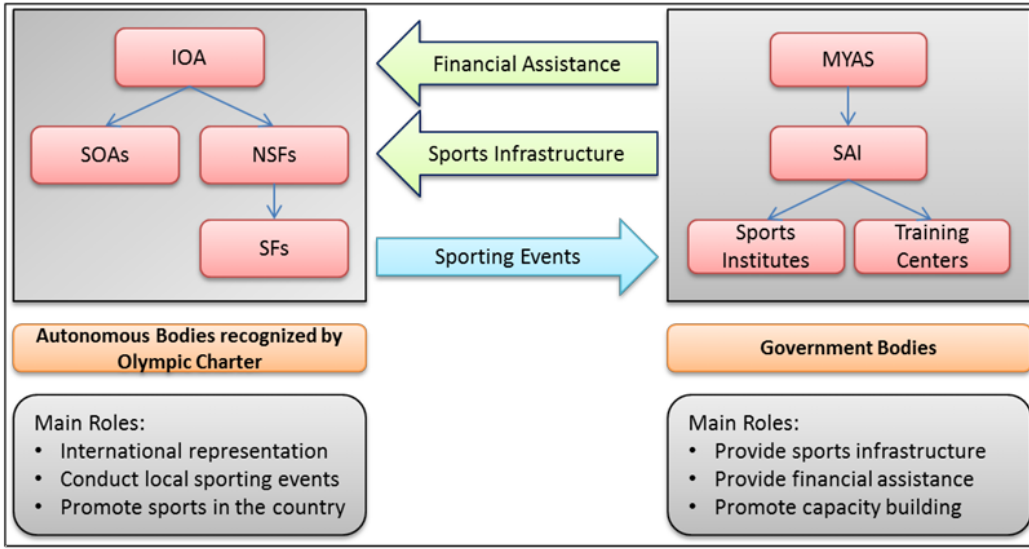 IOA
SOAs
NSFs
SFs
Financial Assistance
Sports Infrastructure
Sporting Events
MYAS
SAI
Sports
Institutes
Training
Centers
Autonomous Bodies recognized by
Olympic Charter
Government Bodies
Main Roles:
• International representation
• Conduct local sporting events
• Promote sports in the country
Main Roles:
• Provide sports infrastructure
• Provide financial assistance
• Promote capacity building